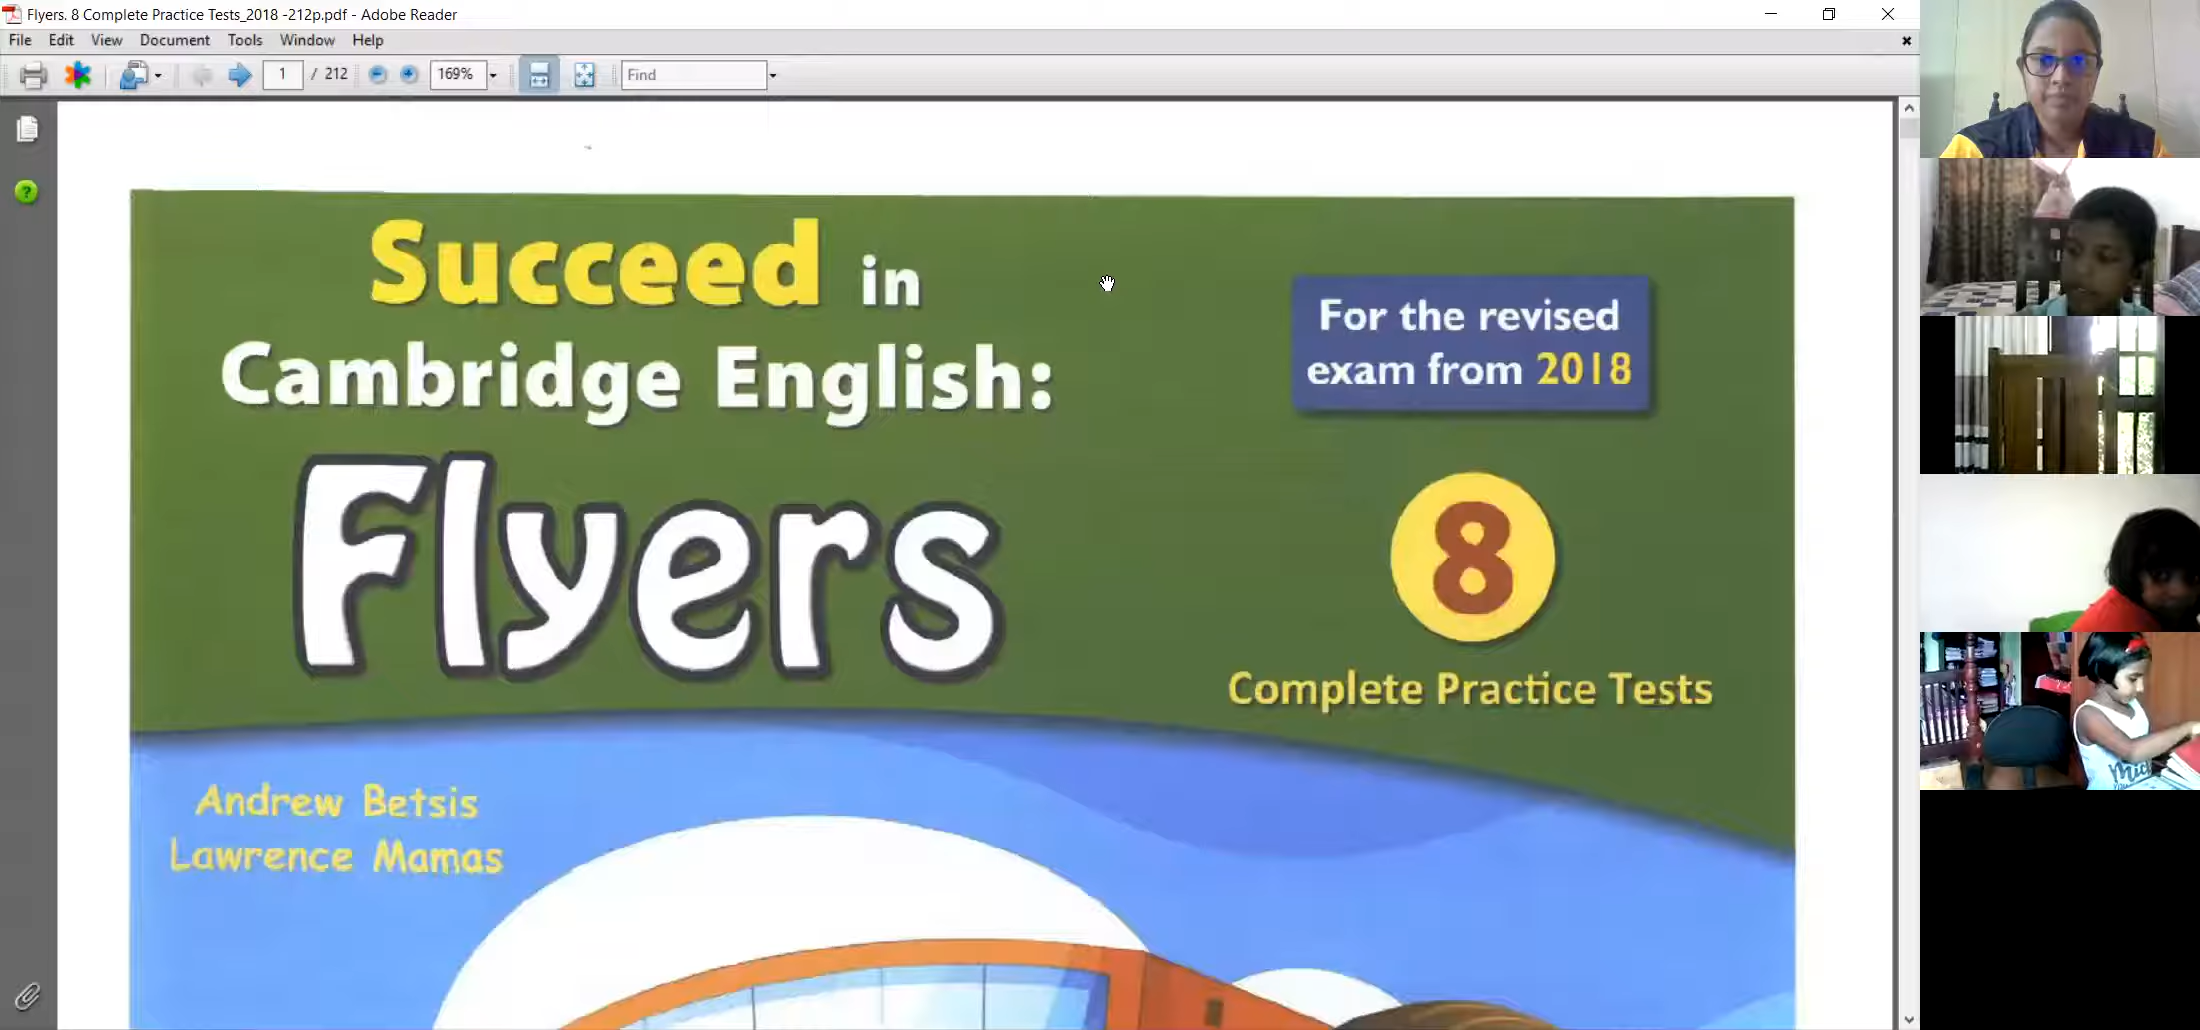 Flyers. 8 Complete Practice Tests_2018 -212p.pdf - Adobe Reader
File Edit View Document Tools Window Help
1 / 212 169% Find
Succeed in
Cambridge English:
Flyers
For the revised
exam from 2018
8
Complete Practice Tests
Andrew Betsis
Lawrence Mamas